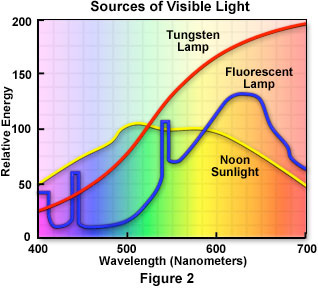 Sources of Visible Light
200
150
100
50
0
Relative Energy
Tungsten
Lamp
Fluorescent
Lamp
Noon
Sunlight
400
500
600
700
Wavelength (Nanometers)
Figure 2